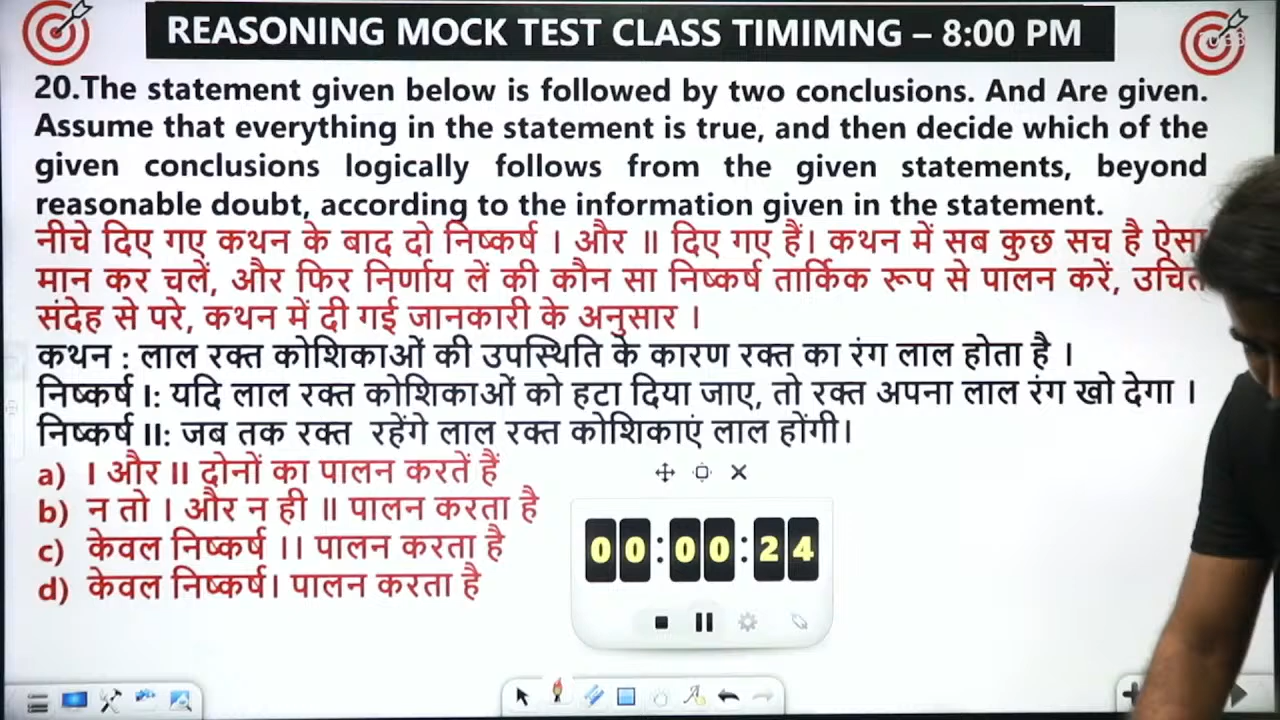 REASONING MOCK TEST CLASS TIMIMNG – 8:00 PM
20.The statement given below is followed by two conclusions. And Are given.
Assume that everything in the statement is true, and then decide which of the
given conclusions logically follows from the given statements, beyond
reasonable doubt, according to the information given in the statement.
नीचे दिए गए कथन के बाद दो निष्कर्ष । और ॥ दिए गए हैं। कथन में सब कुछ सच है ऐसा
मान कर चलें, और फिर निर्णय लें की कौन सा निष्कर्ष तार्किक रूप से पालन करें, उचित
संदेह से परे, कथन में दी गई जानकारी के अनुसार ।
कथन : लाल रक्त कोशिकाओं की उपस्थिति के कारण रक्त का रंग लाल होता है ।
निष्कर्ष I: यदि लाल रक्त कोशिकाओं को हटा दिया जाए, तो रक्त अपना लाल रंग खो देगा ।
निष्कर्ष II: जब तक रक्त रहेंगे लाल रक्त कोशिकाएं लाल होंगी।
a) । और ॥ दोनों का पालन करतें हैं
b) न तो । और न ही ॥ पालन करता है
c) केवल निष्कर्ष ।। पालन करता है
d) केवल निष्कर्ष। पालन करता है
00:00:24